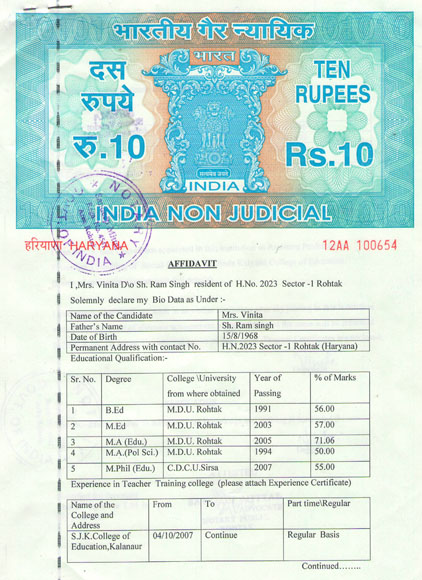 भारतीय गैर न्यायिक
भारत
दस
रुपये
रु.10
TEN
RUPEES
Rs.10
सत्यमेव जयते
INDIA
INDIA NON JUDICIAL
हरियाणा HARYANA
12AA 100654
NOTARY
GOVT. OF INDIA
AFFIDAVIT
I ,Mrs. Vinita D\o Sh. Ram Singh resident of H.No. 2023 Sector -1 Rohtak
Solemnly declare my Bio Data as Under :-
Name of the Candidate Mrs. Vinita
Father's Name Sh. Ram singh
Date of Birth 15/8/1968
Permanent Address with contact No. H.N.2023 Sector -1 Rohtak (Haryana)
Educational Qualification:-
Sr. No. Degree College \University Year of % of Marks
from where obtained Passing
1 B.Ed M.D.U. Rohtak 1991 56.00
2 M.Ed M.D.U. Rohtak 2003 57.00
3 M.A (Edu.) M.D.U. Rohtak 2005 71.06
4 M.A.(Pol Sci.) M.D.U. Rohtak 1994 50.00
5 M.Phil (Edu.) C.D.C.U.Sirsa 2007 55.00
Experience in Teacher Training college (please attach Experience Certificate)
Name of the From To Part time\Regular
College and
Address
S.J.K.College of 04/10/2007 Continue Regular Basis
Education,Kalanaur
Continued……..